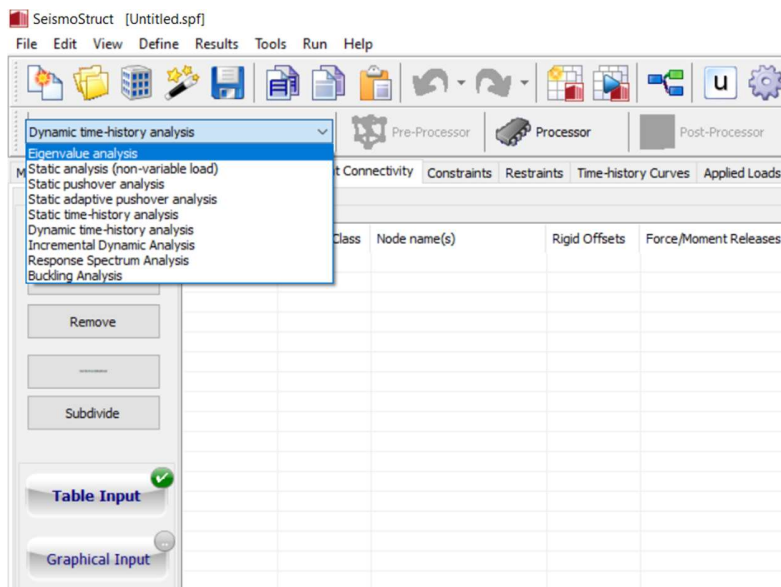 SeismoStruct [Untitled.spf]
File Edit View Define Results Tools Run Help
u
Dynamic time-history analysis Pre-Processor Processor Post-Processor
Eigenvalue analysis
Static analysis (non-variable load)
Static pushover analysis
Static adaptive pushover analysis
Static time-history analysis
Dynamic time-history analysis
Incremental Dynamic Analysis
Response Spectrum Analysis
Buckling Analysis
M t Connectivity Constraints Restraints Time-history Curves Applied Loads
Class Node name(s) Rigid Offsets Force/Moment Releases
Remove
Subdivide
Table Input
Graphical Input